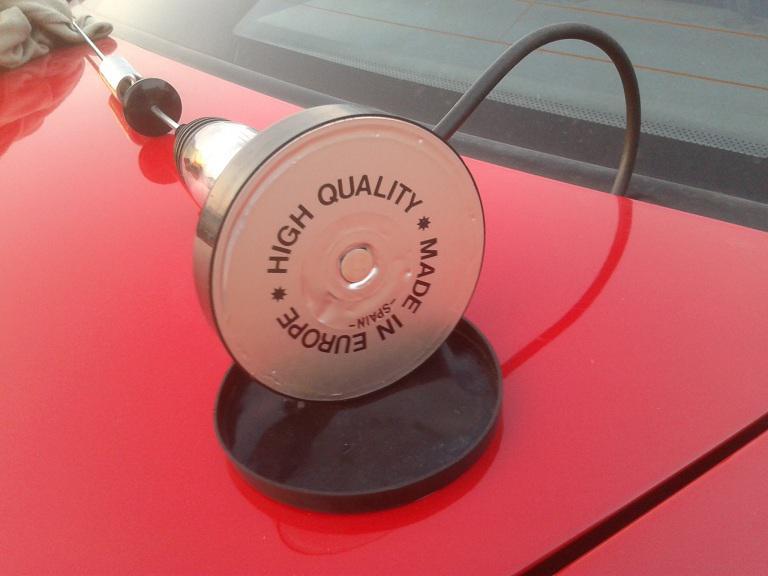 HIGH QUALITY * MADE IN EUROPE *
-SPAIN-